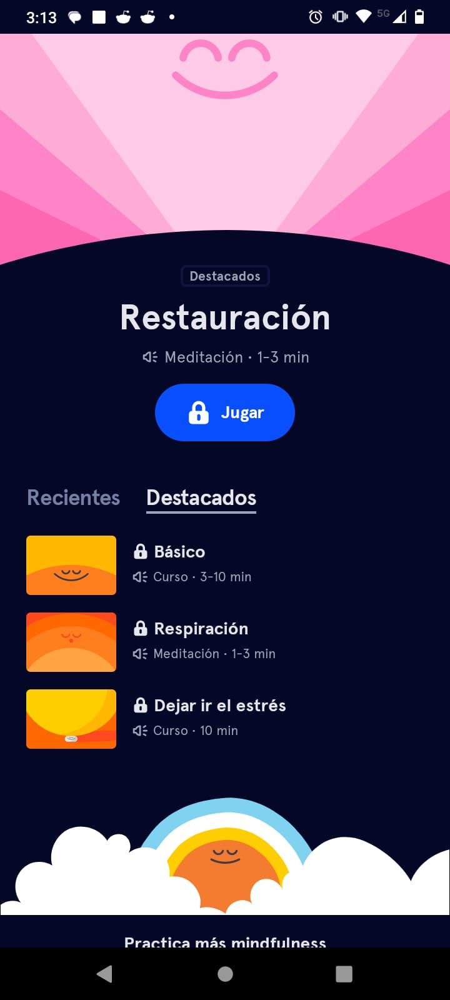 3:13
5G
Destacados
Restauración
Meditación · 1-3 min
Jugar
Recientes Destacados
Básico
Curso · 3-10 min
Respiración
Meditación · 1-3 min
Dejar ir el estrés
Curso · 10 min
Practica más mindfulness